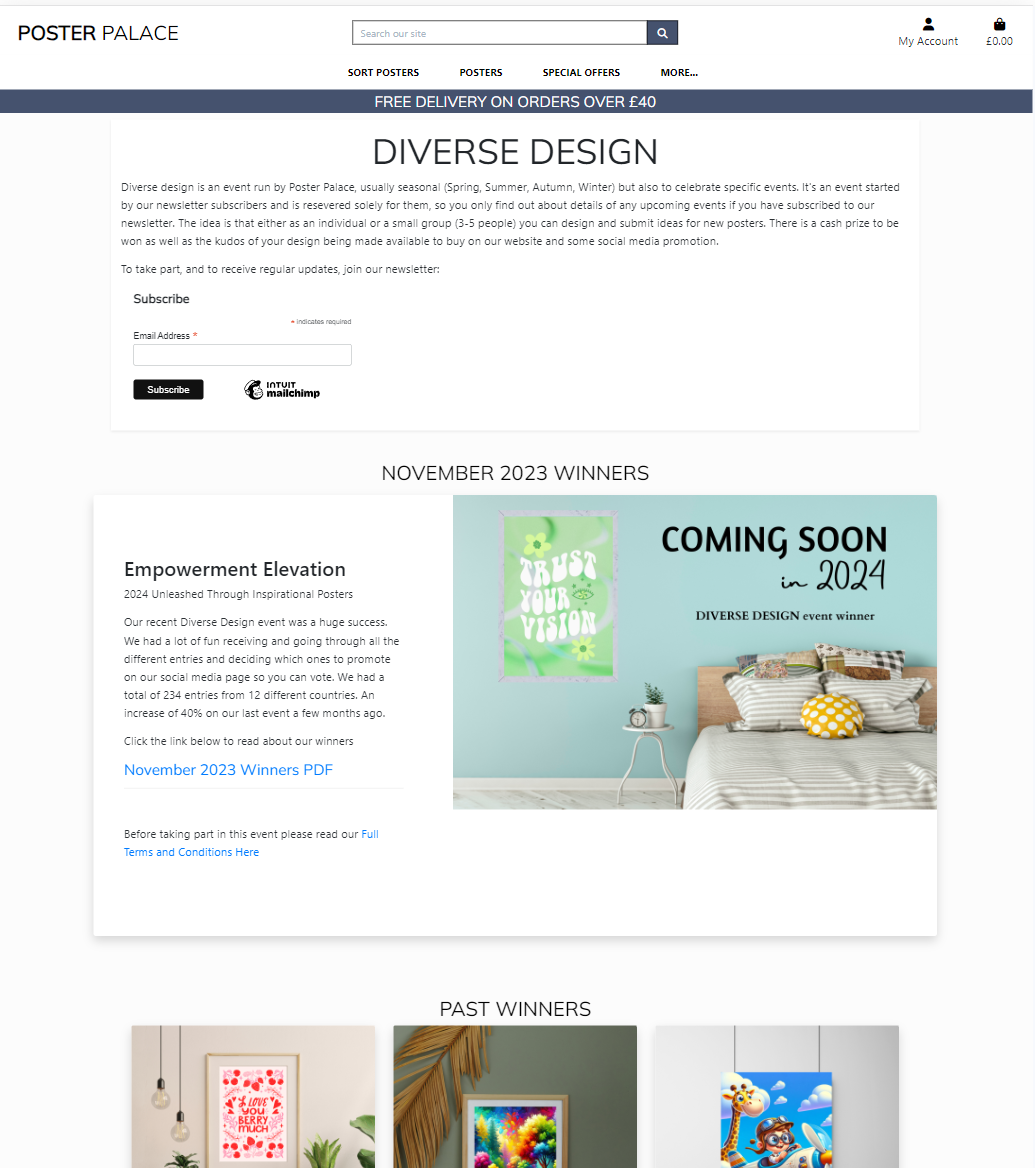 POSTER PALACE
Search our site
My Account
£0.00
SORT POSTERS
POSTERS
SPECIAL OFFERS
MORE...
FREE DELIVERY ON ORDERS OVER £40
DIVERSE DESIGN
Diverse design is an event run by Poster Palace, usually seasonal (Spring, Summer, Autumn, Winter) but also to celebrate specific events. It's an event started
by our newsletter subscribers and is resevered solely for them, so you only find out about details of any upcoming events if you have subscribed to our
newsletter. The idea is that either as an individual or a small group (3-5 people) you can design and submit ideas for new posters. There is a cash prize to be
won as well as the kudos of your design being made available to buy on our website and some social media promotion.
To take part, and to receive regular updates, join our newsletter:
Subscribe
* indicates required
Email Address *
Subscribe
INTUIT
mailchimp
NOVEMBER 2023 WINNERS
Empowerment Elevation
2024 Unleashed Through Inspirational Posters
Our recent Diverse Design event was a huge success.
We had a lot of fun receiving and going through all the
different entries and deciding which ones to promote
on our social media page so you can vote. We had a
total of 234 entries from 12 different countries. An
increase of 40% on our last event a few months ago.
Click the link below to read about our winners
November 2023 Winners PDF
Before taking part in this event please read our Full
Terms and Conditions Here
TRUST
YOUR
VISION
COMING SOON
in 2024
DIVERSE DESIGN event winner
PAST WINNERS
I LOVE
YOU
BERRY
MUCH